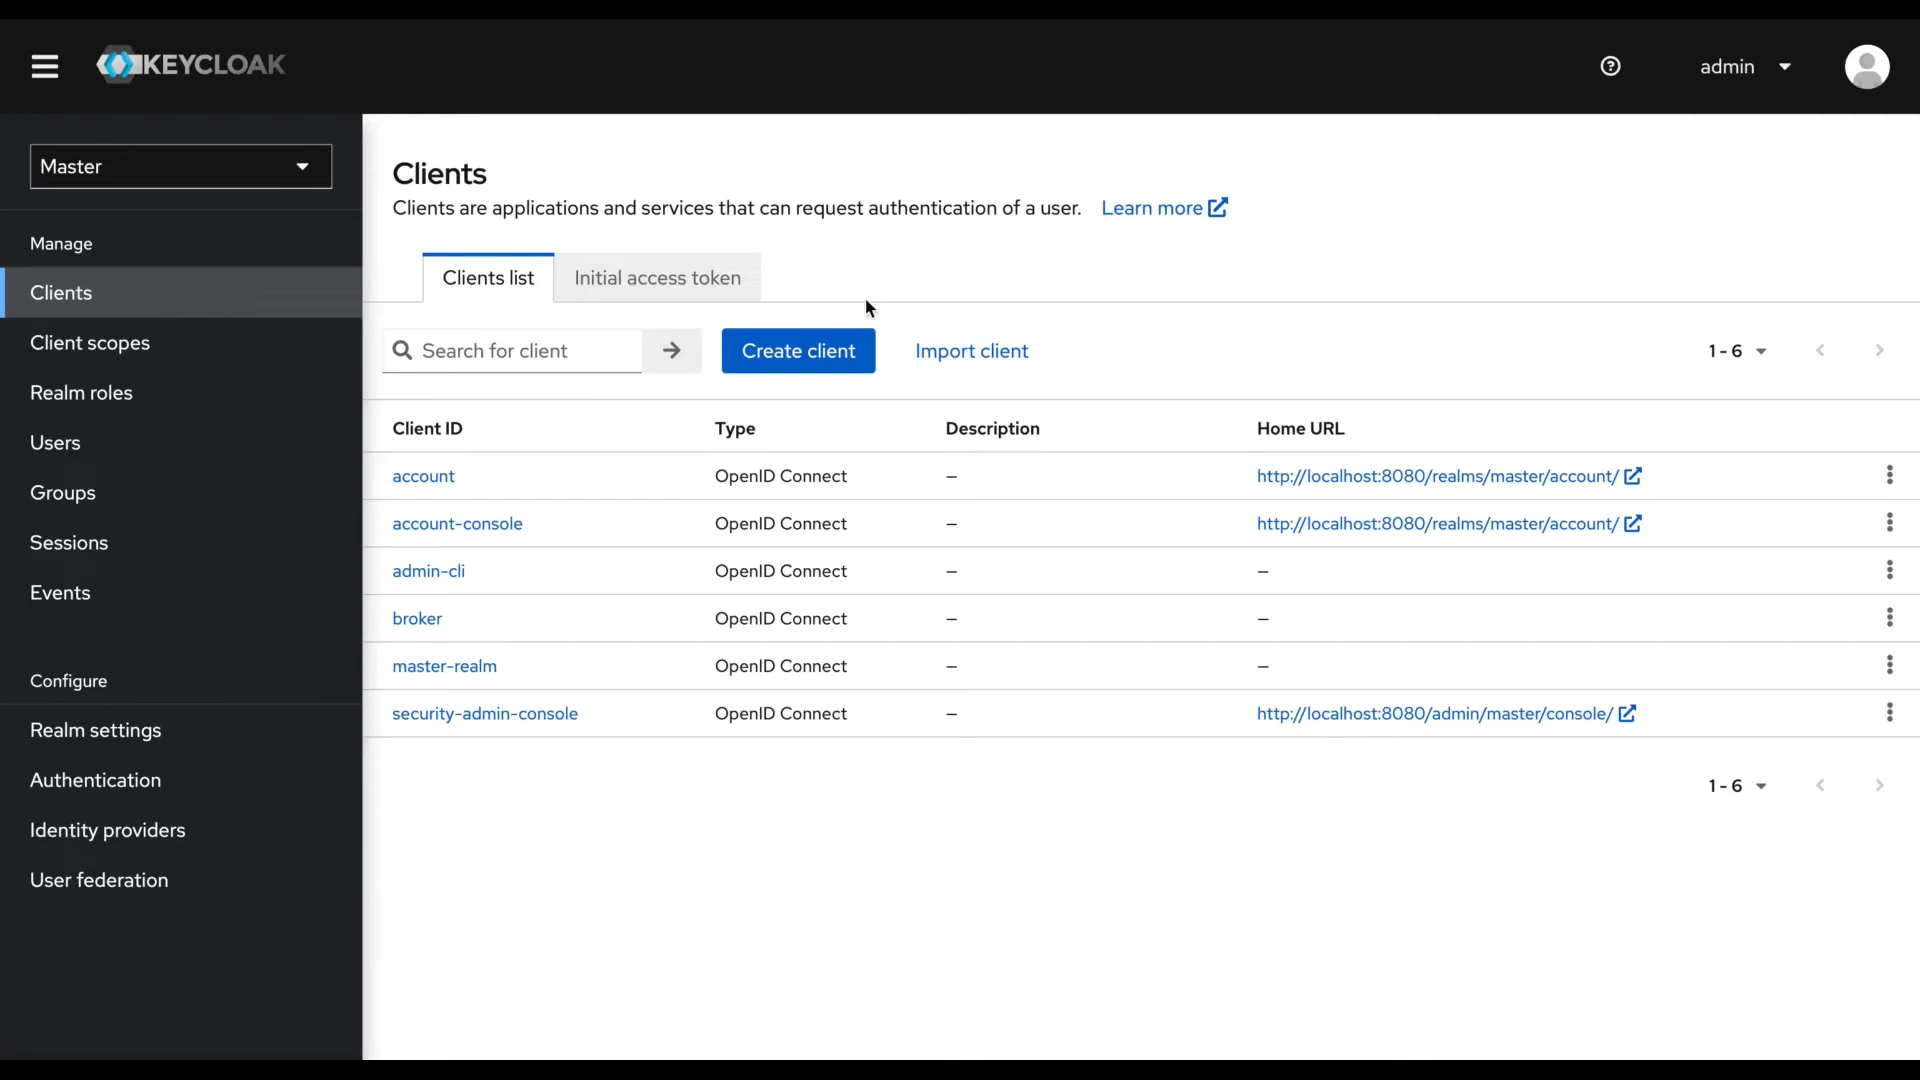 KEYCLOAK
admin
Master
Manage
Clients
Client scopes
Realm roles
Users
Groups
Sessions
Events
Configure
Realm settings
Authentication
Identity providers
User federation
Clients
Clients are applications and services that can request authentication of a user. Learn more
Clients list Initial access token
Search for client Create client Import client 1 - 6
Client ID Type Description Home URL
account OpenID Connect – http://localhost:8080/realms/master/account/
account-console OpenID Connect – http://localhost:8080/realms/master/account/
admin-cli OpenID Connect – –
broker OpenID Connect – –
master-realm OpenID Connect – –
security-admin-console OpenID Connect – http://localhost:8080/admin/master/console/
1 - 6